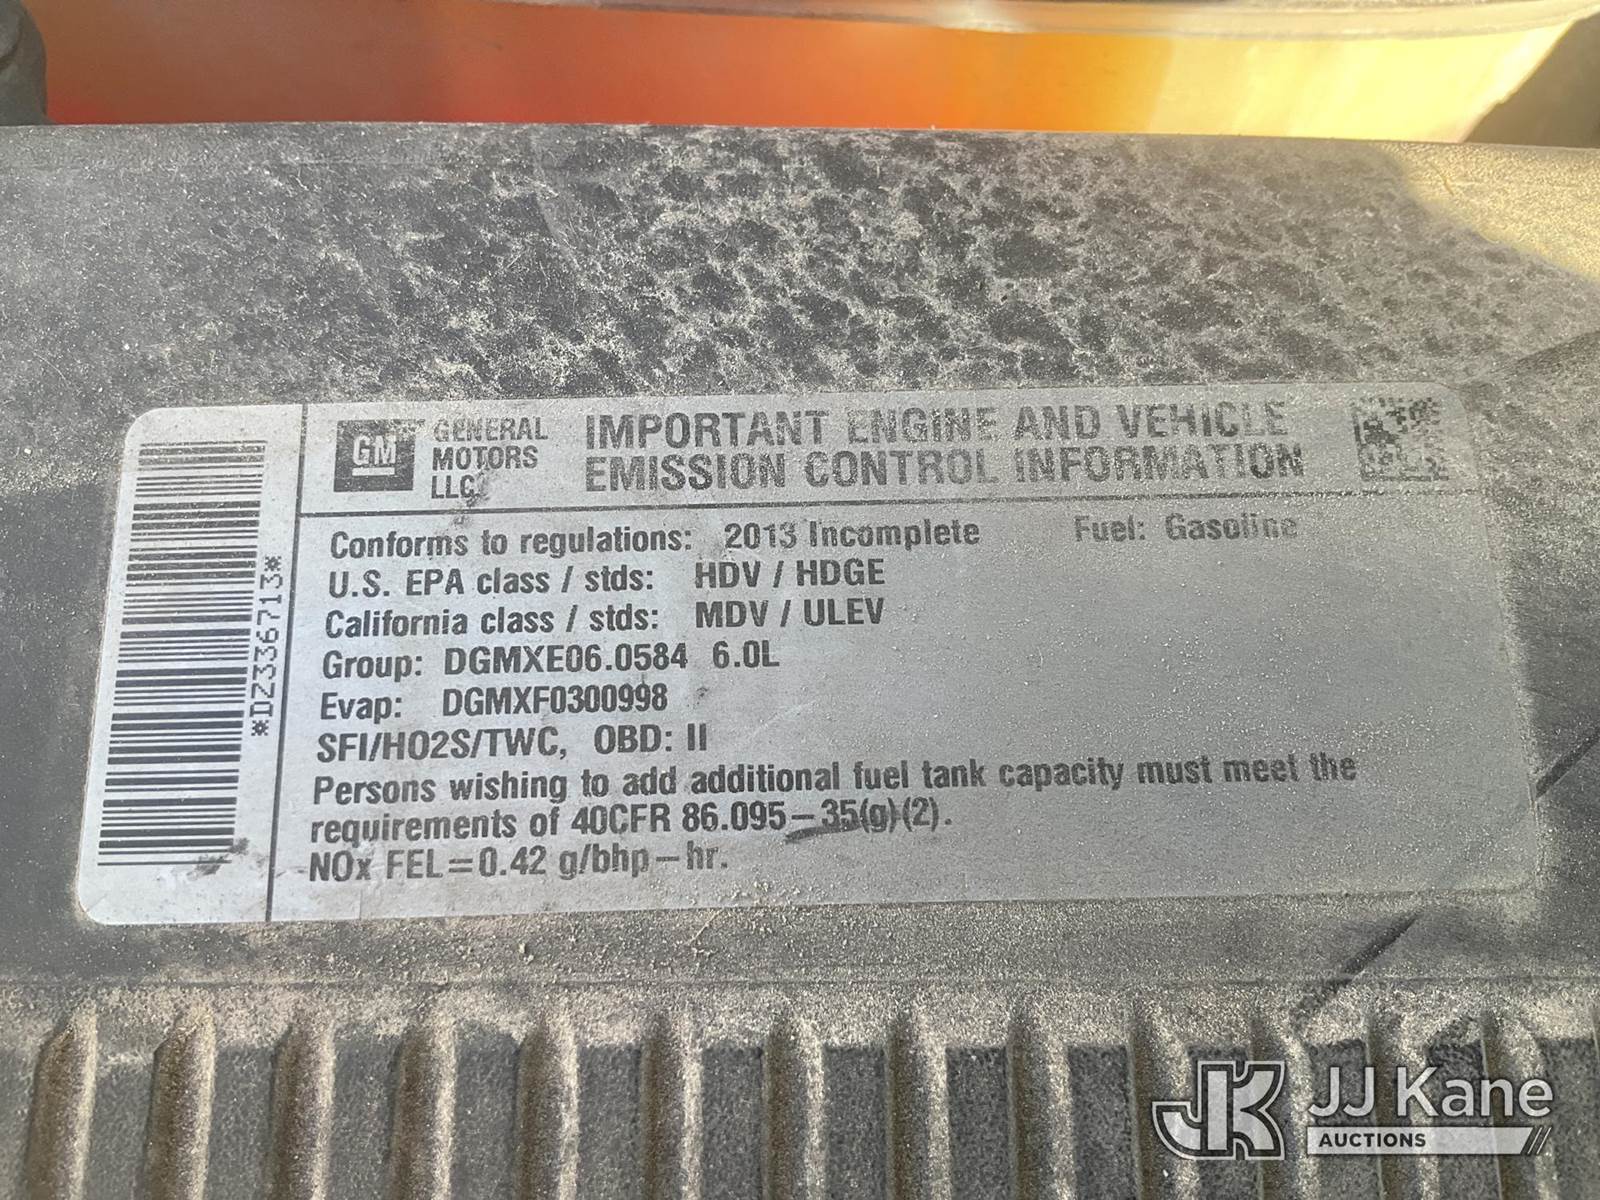 GM GENERAL MOTORS LLC
IMPORTANT ENGINE AND VEHICLE
EMISSION CONTROL INFORMATION
*DZ336713*
Conforms to regulations: 2013 Incomplete Fuel: Gasoline
U.S. EPA class / stds: HDV / HDGE
California class / stds: MDV / ULEV
Group: DGMXE06.0584 6.0L
Evap: DGMXF0300998
SFI/HO2S/TWC, OBD: II
Persons wishing to add additional fuel tank capacity must meet the
requirements of 40CFR 86.095-35(g)(2).
NOx FEL=0.42 g/bhp-hr.
JK JJ Kane
AUCTIONS